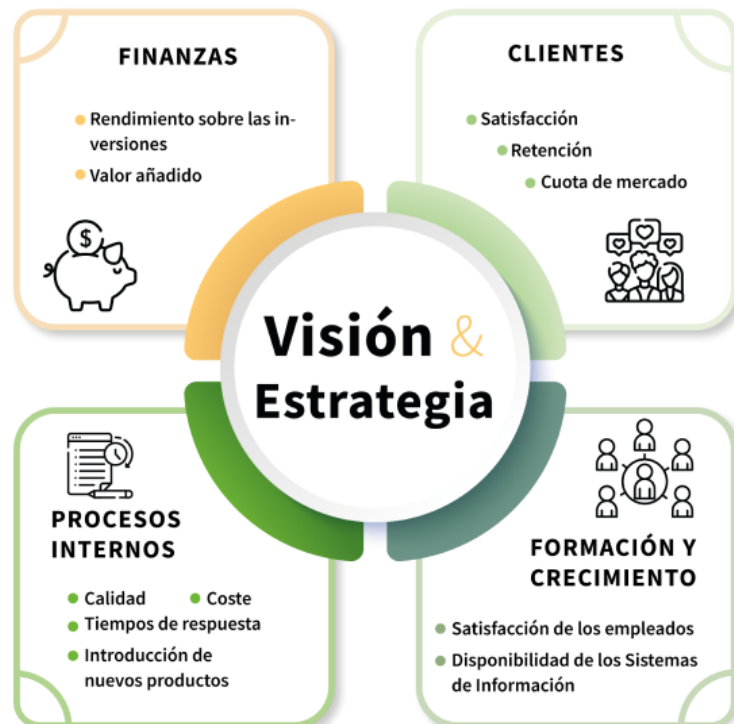 FINANZAS
Rendimiento sobre las in-
versiones
Valor añadido
$
CLIENTES
Satisfacción
Retención
Cuota de mercado
Visión &
Estrategia
PROCESOS
INTERNOS
Calidad
Coste
Tiempos de respuesta
Introducción de
nuevos productos
FORMACIÓN Y
CRECIMIENTO
Satisfacción de los empleados
Disponibilidad de los Sistemas
de Información